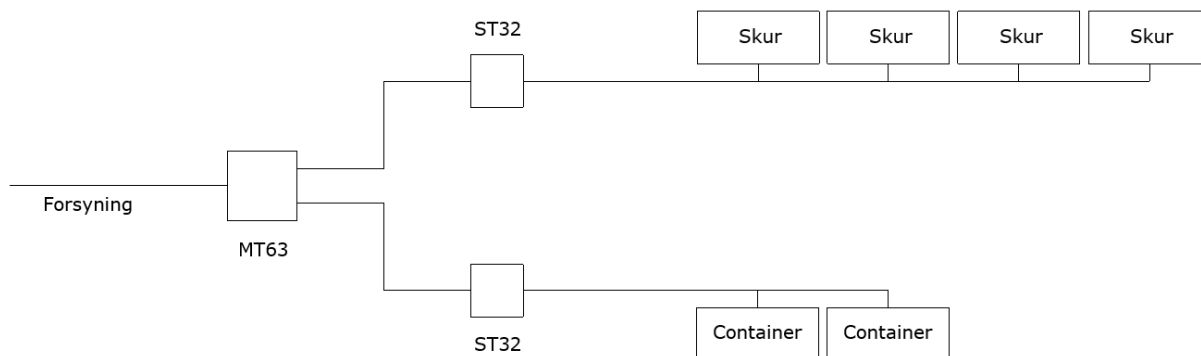 ST32
Skur Skur Skur Skur
Forsyning
MT63
Container Container
ST32